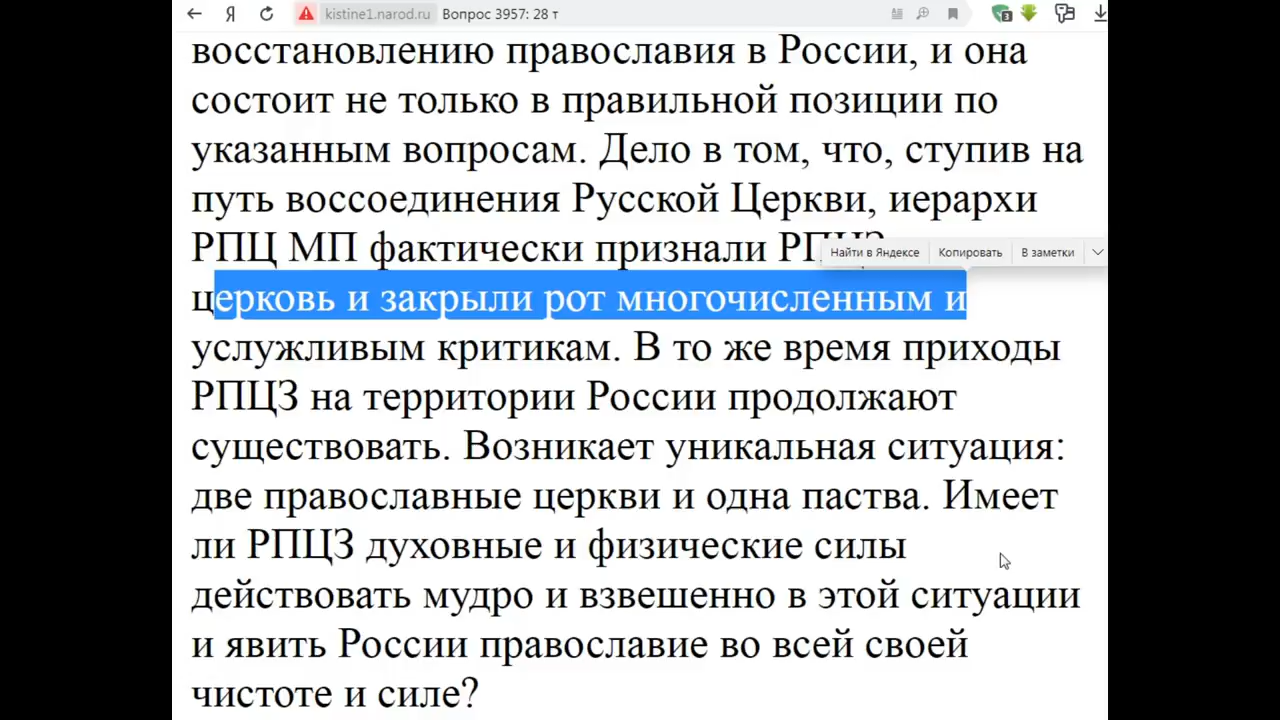 Я kistine1.narod.ru Вопрос 3957: 28 т 3
восстановлению православия в России, и она
состоит не только в правильной позиции по
указанным вопросам. Дело в том, что, ступив на
путь воссоединения Русской Церкви, иерархи
РПЦ МП фактически признали
Найти в Яндексе Копировать В заметки
церковь и закрыли рот многочисленным и
услужливым критикам. В то же время приходы
РПЦЗ на территории России продолжают
существовать. Возникает уникальная ситуация:
две православные церкви и одна паства. Имеет
ли РПЦЗ духовные и физические силы
действовать мудро и взвешенно в этой ситуации
и явить России православие во всей своей
чистоте и силе?